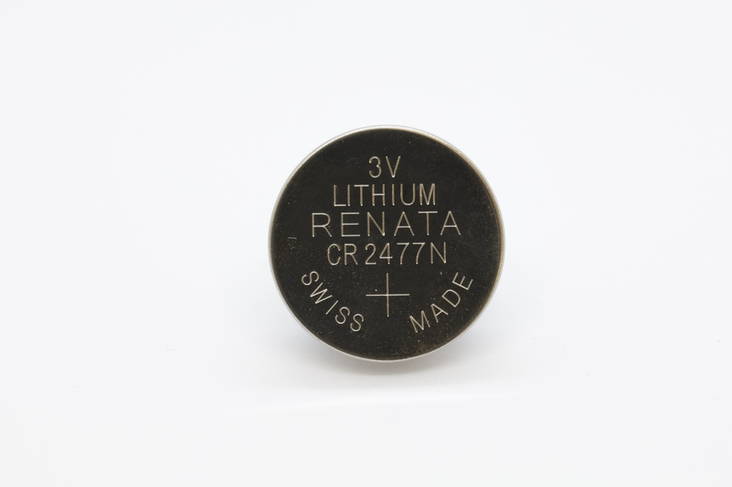 3V
LITHIUM
RENATA
CR2477N
+
SWISS MADE